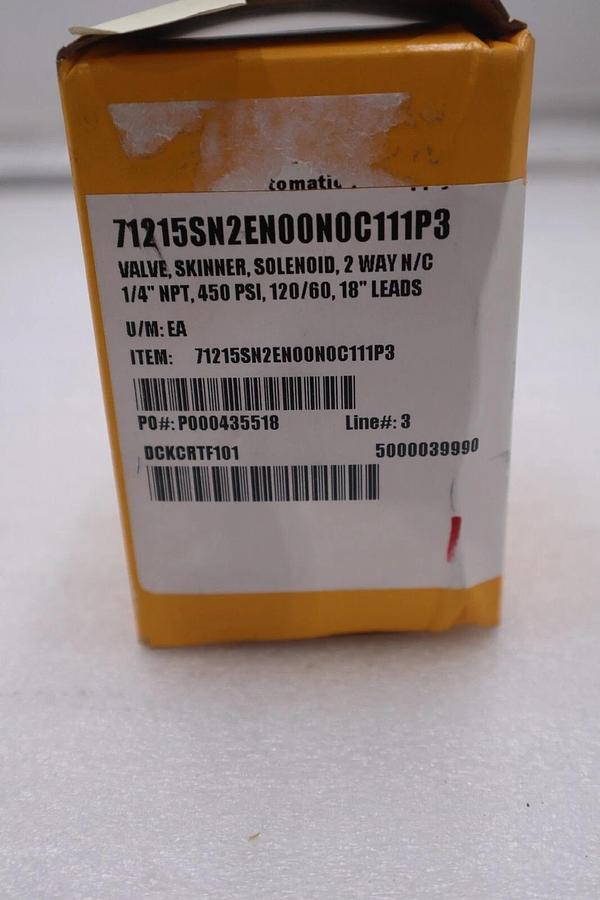 71215SN2EN00N0C111P3
VALVE, SKINNER, SOLENOID, 2 WAY N/C
1/4" NPT, 450 PSI, 120/60, 18" LEADS
U/M: EA
ITEM: 71215SN2EN00N0C111P3
PO#: P000435518 Line#: 3
DCKCRTF101 5000039990